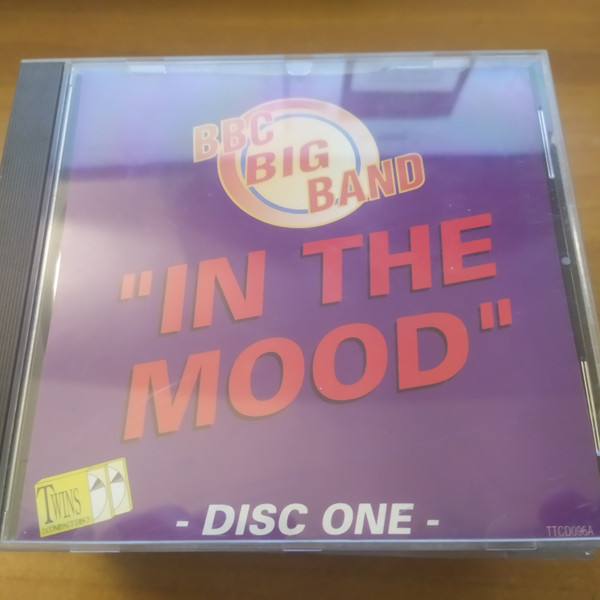 BBC
BIG
BAND
"IN THE
MOOD"
TWINS
- DISC ONE -
TTCD096A